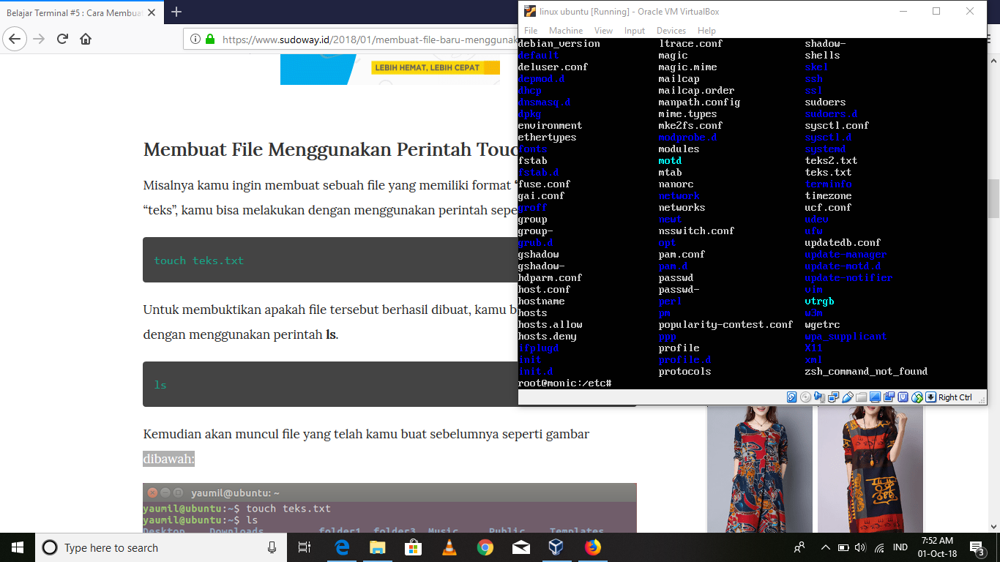 Belajar Terminal #5 : Cara Membuat
https://www.sudoway.id/2018/01/membuat-file-baru-menggunak
LEBIH HEMAT, LEBIH CEPAT
Membuat File Menggunakan Perintah Touc
Misalnya kamu ingin membuat sebuah file yang memiliki format “
“teks”, kamu bisa melakukan dengan menggunakan perintah sepe
touch teks.txt
Untuk membuktikan apakah file tersebut berhasil dibuat, kamu b
dengan menggunakan perintah ls.
ls
Kemudian akan muncul file yang telah kamu buat sebelumnya seperti gambar
dibawah:
yaumil@ubuntu: ~
yaumil@ubuntu:~$ touch teks.txt
yaumil@ubuntu:~$ ls
Desktop Downloads folder1 folder3 Music Public Templates
linux ubuntu [Running] - Oracle VM VirtualBox
File Machine View Input Devices Help
debian_version ltrace.conf shadow-
default magic shells
deluser.conf magic.mime skel
depmod.d mailcap ssh
dhcp mailcap.order ssl
dnsmasq.d manpath.config sudoers
dpkg mime.types sudoers.d
environment mke2fs.conf sysctl.conf
ethertypes modprobe.d sysctl.d
fonts modules systemd
fstab motd teks2.txt
fstab.d mtab teks.txt
fuse.conf nanorc terminfo
gai.conf network timezone
groff networks ucf.conf
group newt udev
group- nsswitch.conf ufw
grub.d opt updatedb.conf
gshadow pam.conf update-manager
gshadow- pam.d update-motd.d
hdparm.conf passwd update-notifier
host.conf passwd- vim
hostname perl vtrgb
hosts pm w3m
hosts.allow popularity-contest.conf wgetrc
hosts.deny ppp wpa_supplicant
ifplugd profile X11
init profile.d xml
init.d protocols zsh_command_not_found
root@monic:/etc#
Right Ctrl
Type here to search
IND
7:52 AM
01-Oct-18
3